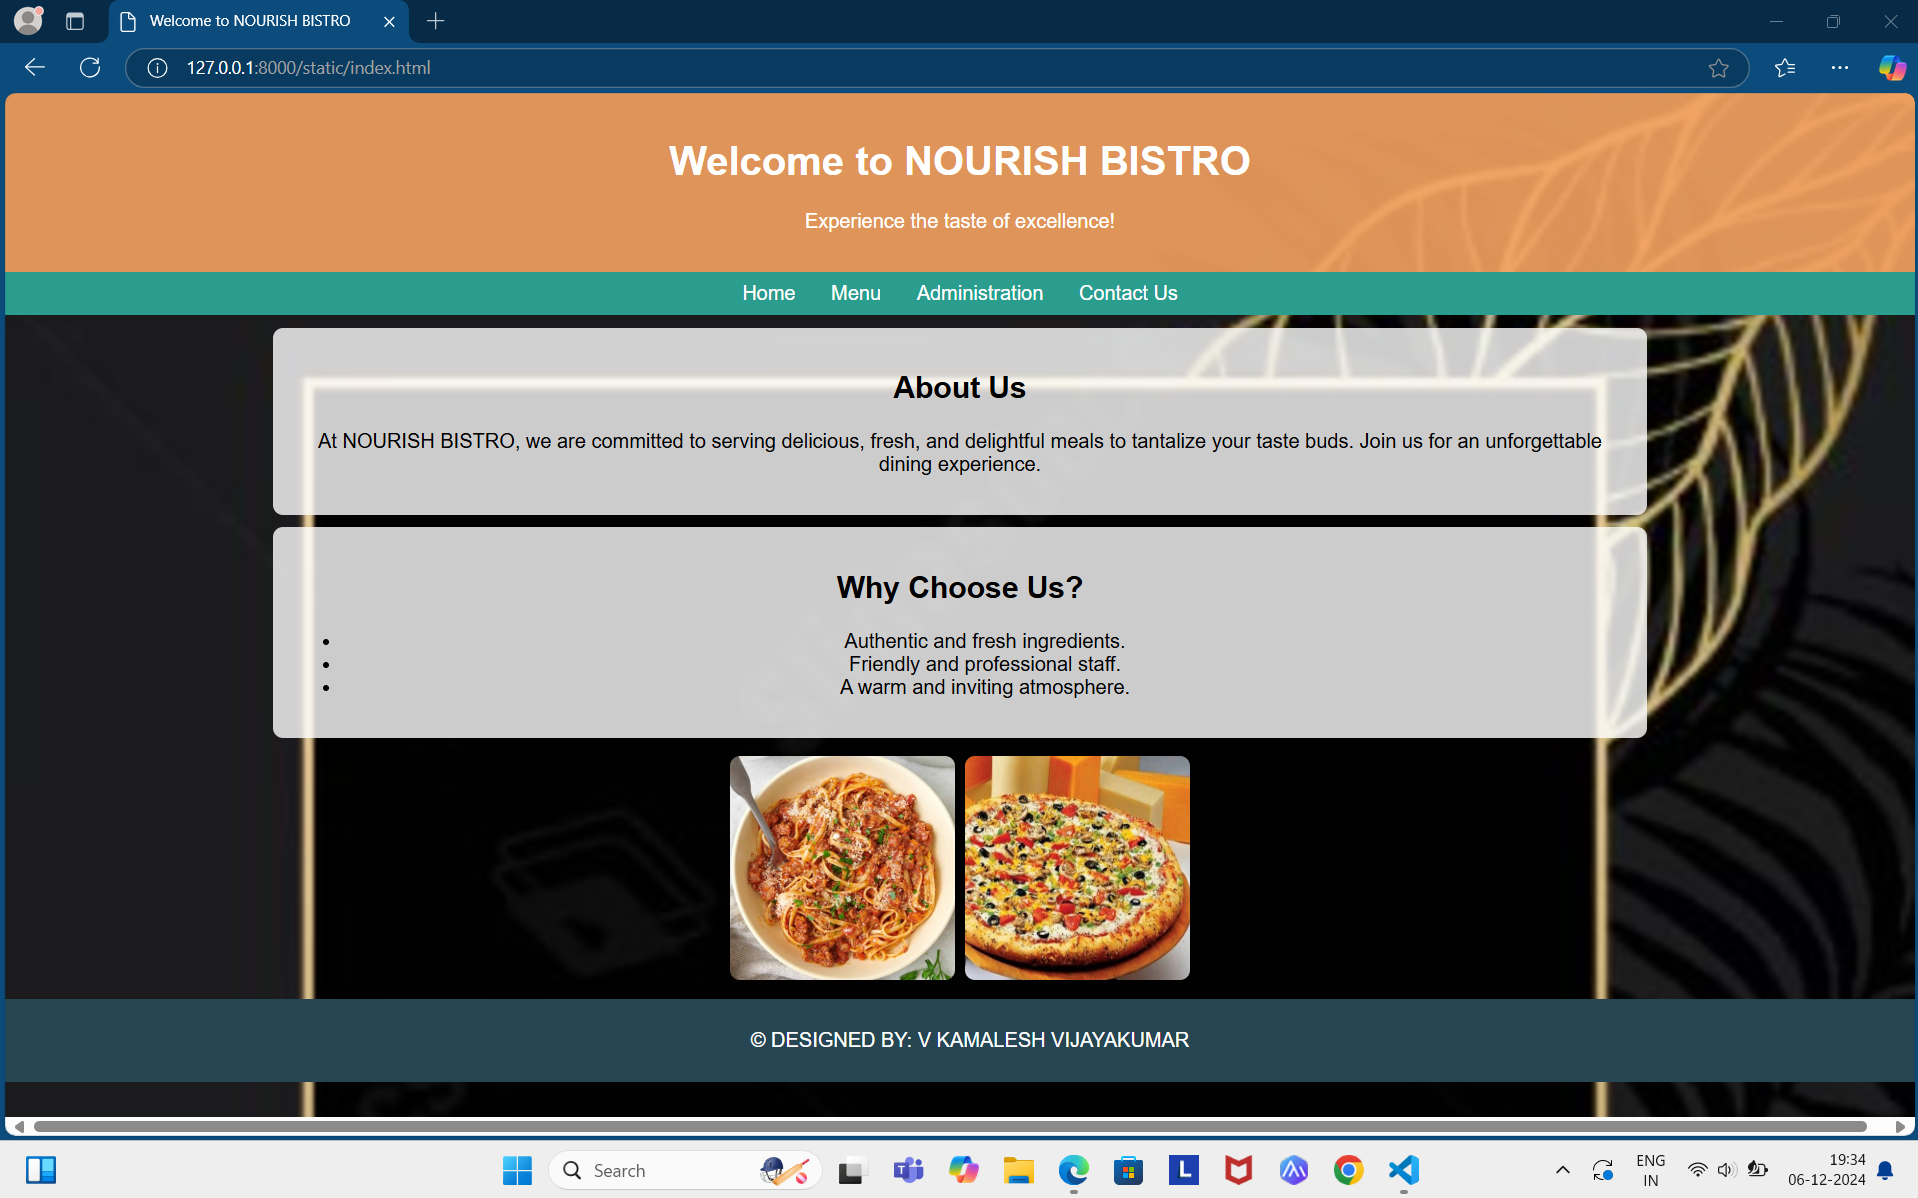 Welcome to NOURISH BISTRO
127.0.0.1:8000/static/index.html
Welcome to NOURISH BISTRO
Experience the taste of excellence!
Home Menu Administration Contact Us
About Us
At NOURISH BISTRO, we are committed to serving delicious, fresh, and delightful meals to tantalize your taste buds. Join us for an unforgettable
dining experience.
Why Choose Us?
• Authentic and fresh ingredients.
• Friendly and professional staff.
• A warm and inviting atmosphere.
© DESIGNED BY: V KAMALESH VIJAYAKUMAR
Search
ENG
IN
19:34
06-12-2024